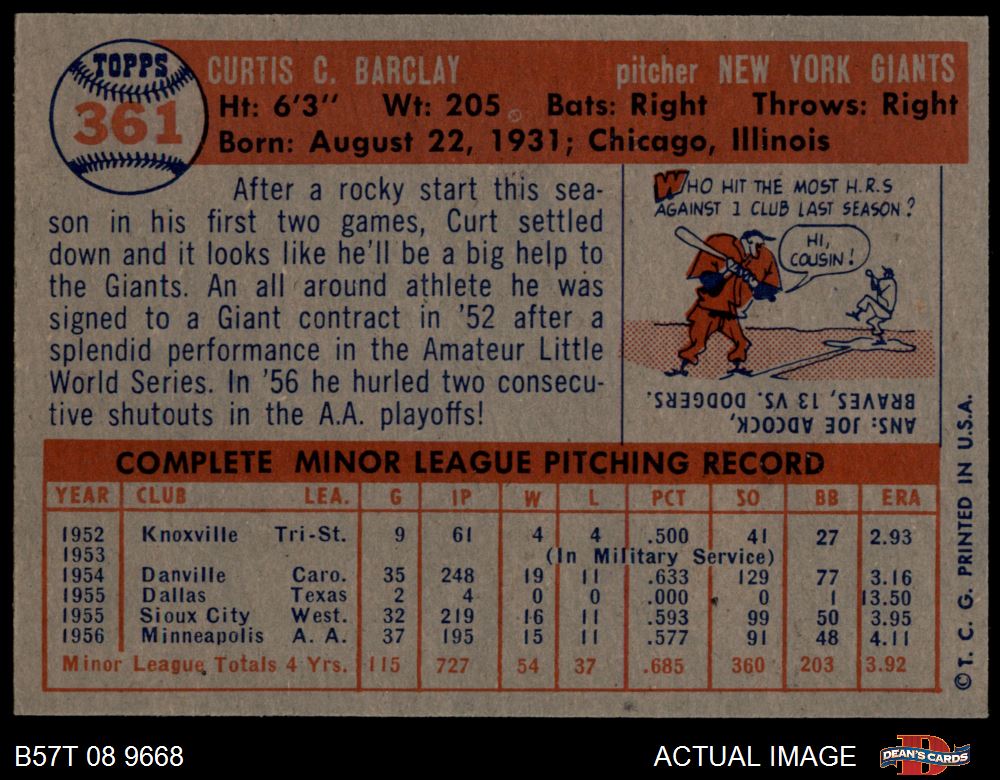 TOPPS
361
CURTIS C. BARCLAY pitcher NEW YORK GIANTS
Ht: 6'3" Wt: 205 Bats: Right Throws: Right
Born: August 22, 1931; Chicago, Illinois
After a rocky start this sea-
son in his first two games, Curt settled
down and it looks like he'll be a big help to
the Giants. An all around athlete he was
signed to a Giant contract in '52 after a
splendid performance in the Amateur Little
World Series. In '56 he hurled two consecu-
tive shutouts in the A.A. playoffs!
WHO HIT THE MOST H.R.S
AGAINST 1 CLUB LAST SEASON?
HI,
COUSIN!
ANS: JOE ADCOCK,
BRAVES, 13 VS. DODGERS.
COMPLETE MINOR LEAGUE PITCHING RECORD
YEAR CLUB LEA. G IP W L PCT SO BB ERA
1952 Knoxville Tri-St. 9 61 4 4 .500 41 27 2.93
1953 (In Military Service)
1954 Danville Caro. 35 248 19 11 .633 129 77 3.16
1955 Dallas Texas 2 4 0 0 .000 0 1 13.50
1955 Sioux City West. 32 219 16 11 .593 99 50 3.95
1956 Minneapolis A. A. 37 195 15 11 .577 91 48 4.11
Minor League Totals 4 Yrs. 115 727 54 37 .685 360 203 3.92
©T. C. G. PRINTED IN U.S.A.
B57T 08 9668 ACTUAL IMAGE DEAN'S CARDS